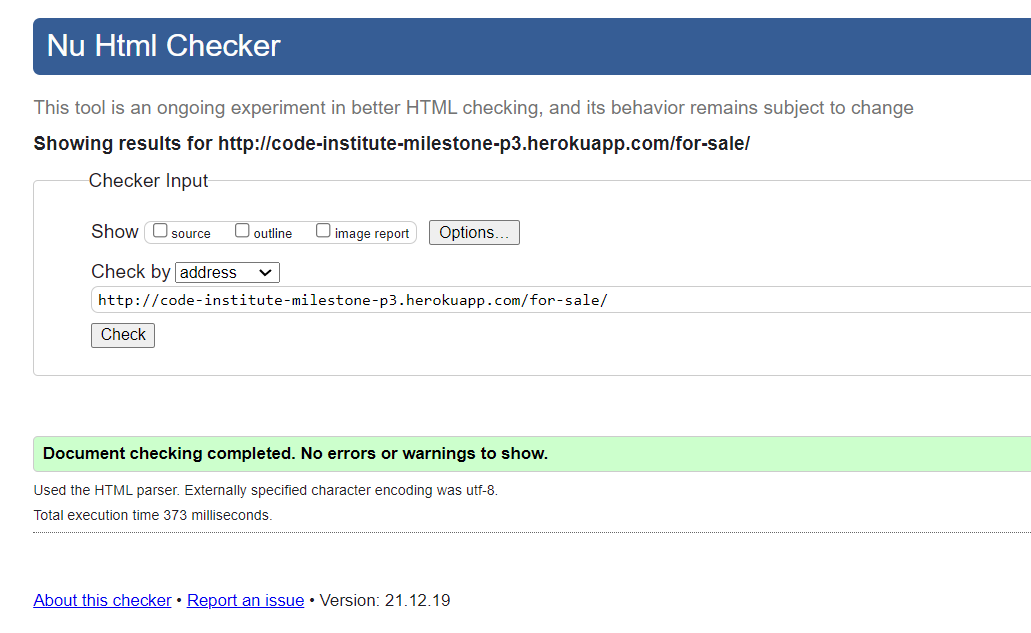 Nu Html Checker
This tool is an ongoing experiment in better HTML checking, and its behavior remains subject to change
Showing results for http://code-institute-milestone-p3.herokuapp.com/for-sale/
Checker Input
Show source outline image report Options...
Check by address
http://code-institute-milestone-p3.herokuapp.com/for-sale/
Check
Document checking completed. No errors or warnings to show.
Used the HTML parser. Externally specified character encoding was utf-8.
Total execution time 373 milliseconds.
About this checker • Report an issue • Version: 21.12.19